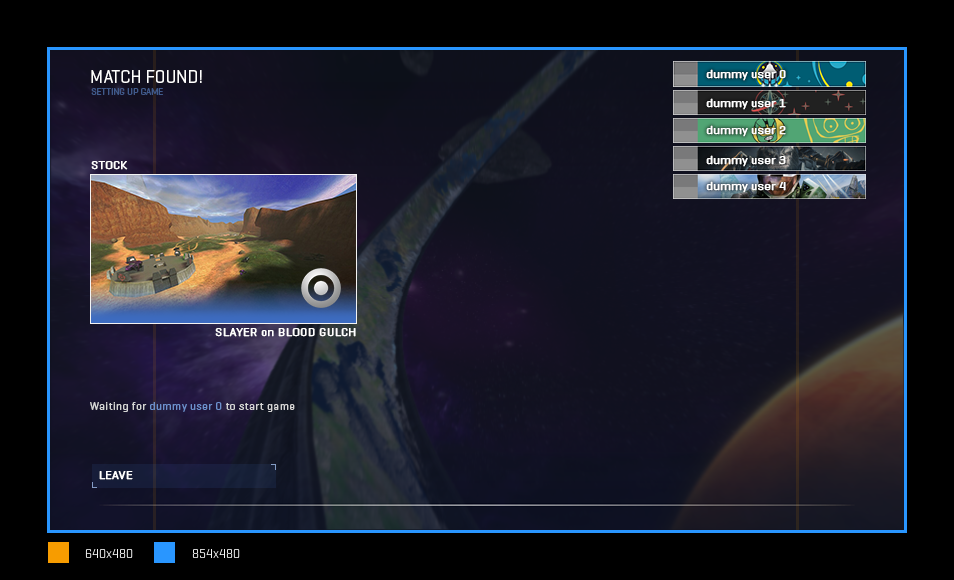 MATCH FOUND!
SETTING UP GAME
dummy user 0
dummy user 1
dummy user 2
dummy user 3
dummy user 4
STOCK
SLAYER on BLOOD GULCH
Waiting for dummy user 0 to start game
LEAVE
640x480
854x480